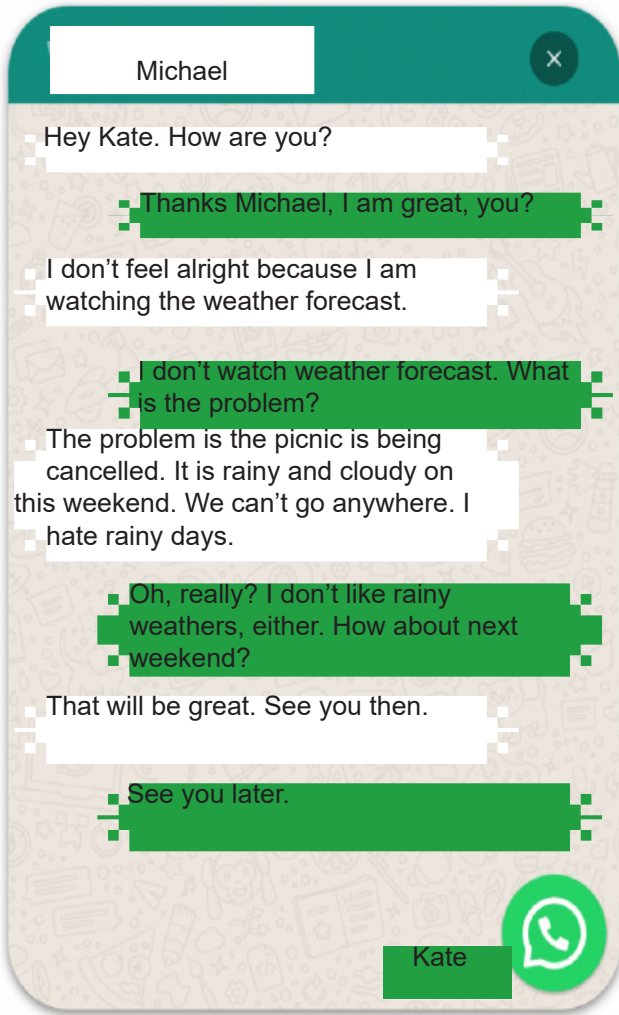 Michael
Hey Kate. How are you?
Thanks Michael, I am great, you?
I don’t feel alright because I am
watching the weather forecast.
I don’t watch weather forecast. What
is the problem?
The problem is the picnic is being
cancelled. It is rainy and cloudy on
this weekend. We can’t go anywhere. I
hate rainy days.
Oh, really? I don’t like rainy
weathers, either. How about next
weekend?
That will be great. See you then.
See you later.
Kate